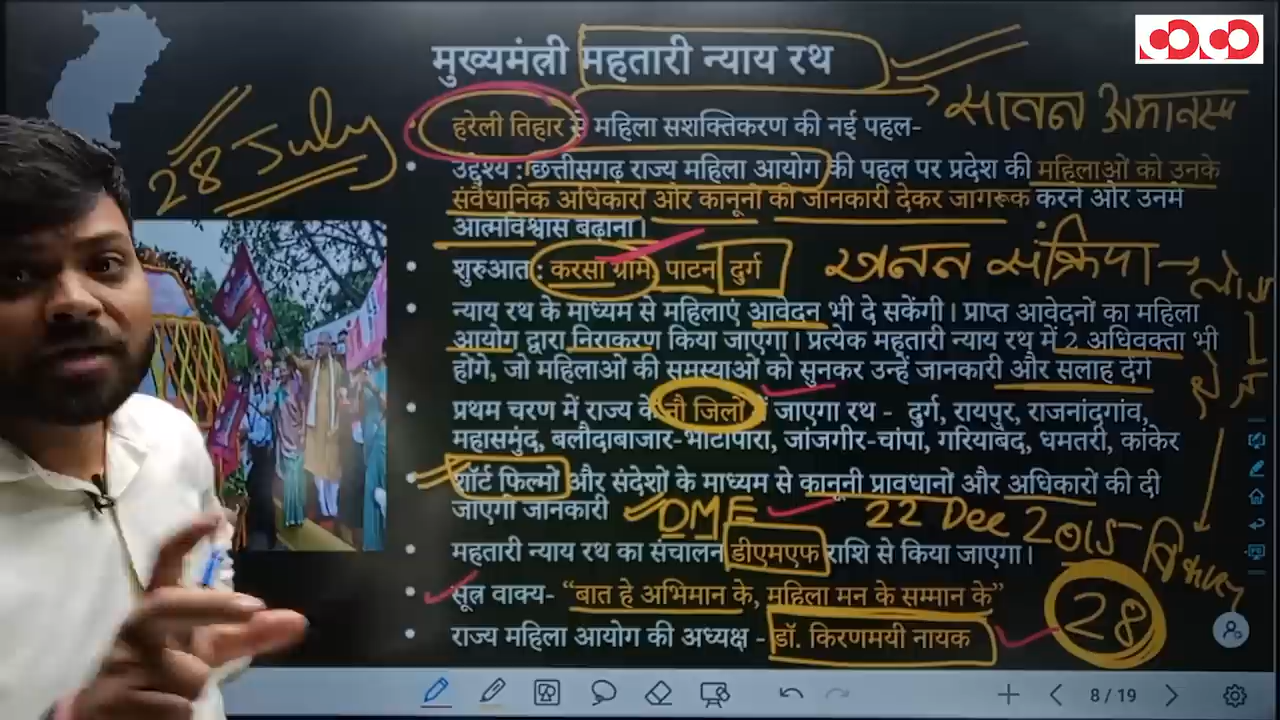 मुख्यमंत्री महतारी न्याय रथ
28 July
हरेली तिहार से महिला सशक्तिकरण की नई पहल-
सावन अमावस्या
उद्देश्य : छत्तीसगढ़ राज्य महिला आयोग की पहल पर प्रदेश की महिलाओं को उनके
संवैधानिक अधिकारों और कानूनों की जानकारी देकर जागरूक करने और उनमें
आत्मविश्वास बढ़ाना।
शुरुआत : करसा ग्राम पाटन दुर्ग
खनन संक्रिया
न्याय रथ के माध्यम से महिलाएं आवेदन भी दे सकेंगी। प्राप्त आवेदनों का महिला
आयोग द्वारा निराकरण किया जाएगा। प्रत्येक महतारी न्याय रथ में 2 अधिवक्ता भी
होंगे, जो महिलाओं की समस्याओं को सुनकर उन्हें जानकारी और सलाह देंगे
प्रथम चरण में राज्य के नौ जिलों में जाएगा रथ - दुर्ग, रायपुर, राजनांदगांव,
महासमुंद, बलौदाबाजार-भाटापारा, जांजगीर-चांपा, गरियाबंद, धमतरी, कांकेर
शॉर्ट फिल्मों और संदेशों के माध्यम से कानूनी प्रावधानों और अधिकारों की दी
जाएगी जानकारी
DMF 22 Dec 2015
महतारी न्याय रथ का संचालन डीएमएफ राशि से किया जाएगा।
सूत्र वाक्य- “बात हे अभिमान के, महिला मन के सम्मान के”
28
राज्य महिला आयोग की अध्यक्ष - डॉ. किरणमयी नायक
8 / 19